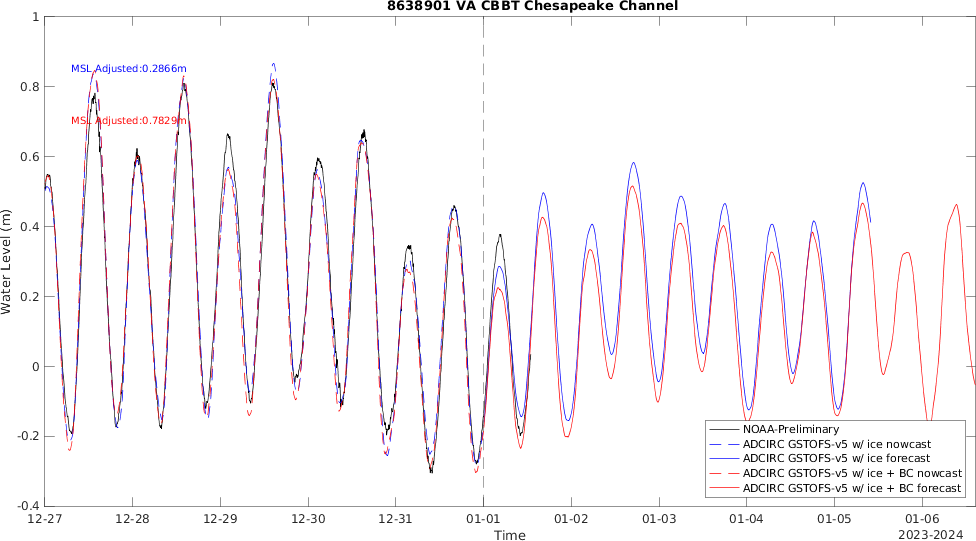 8638901 VA CBBT Chesapeake Channel
1
0.8
0.6
0.4
0.2
0
-0.2
-0.4
Water Level (m)
MSL Adjusted:0.2866m
MSL Adjusted:0.7829m
NOAA-Preliminary
ADCIRC GSTOFS-v5 w/ ice nowcast
ADCIRC GSTOFS-v5 w/ ice forecast
ADCIRC GSTOFS-v5 w/ ice + BC nowcast
ADCIRC GSTOFS-v5 w/ ice + BC forecast
12-27 12-28 12-29 12-30 12-31 01-01 01-02 01-03 01-04 01-05 01-06
Time
2023-2024